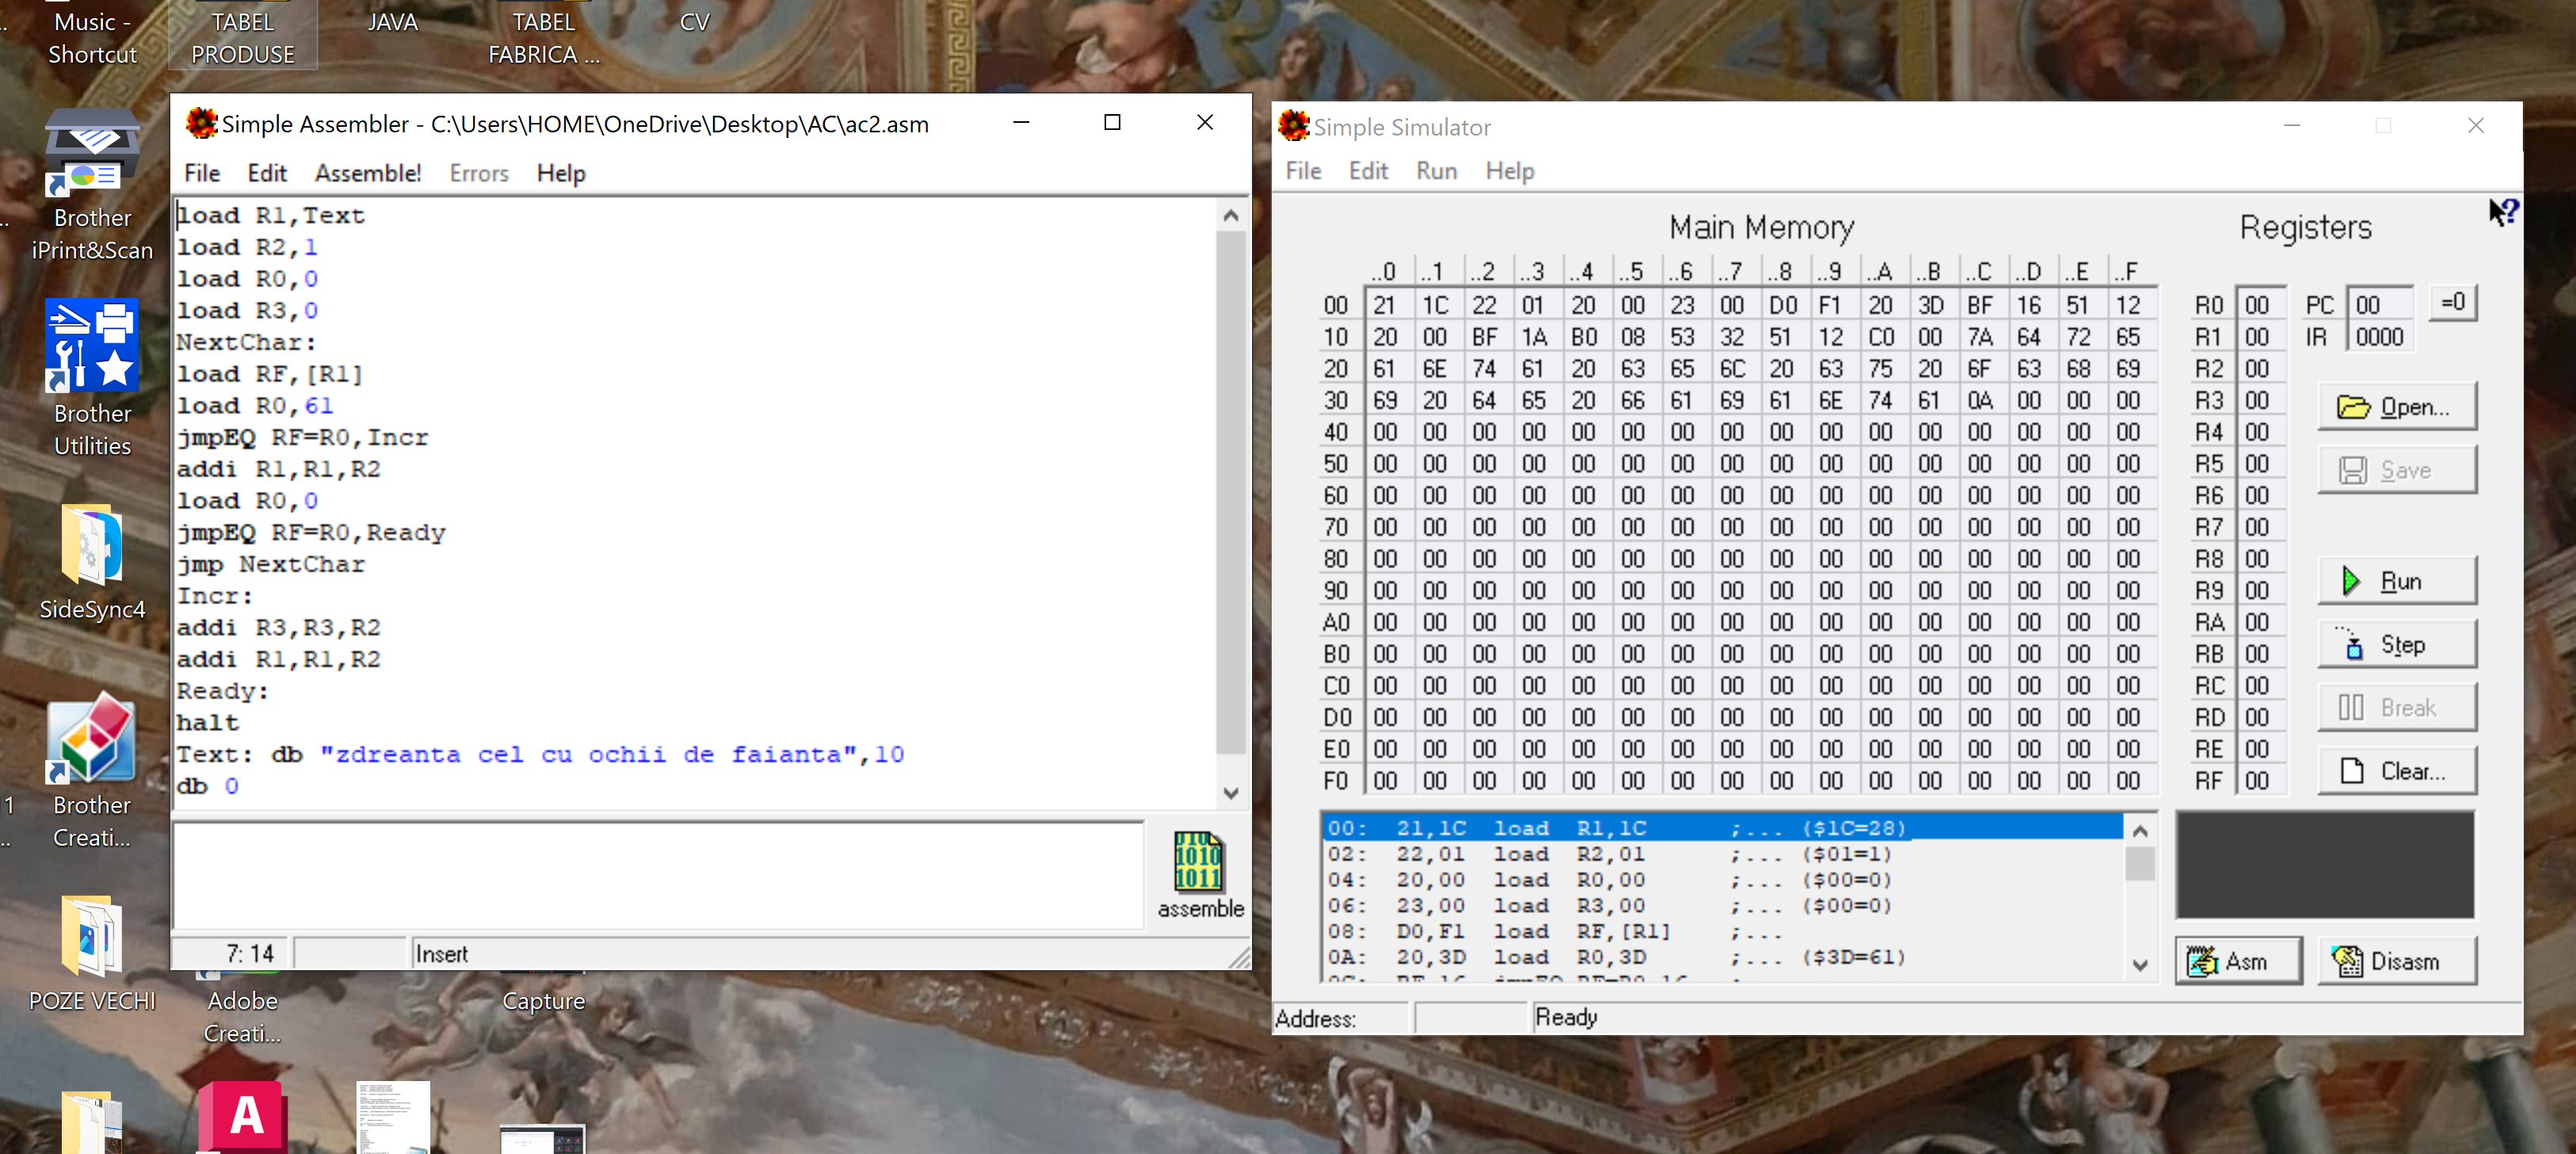 Music -
Shortcut
TABEL
PRODUSE
JAVA
TABEL
FABRICA ...
CV
Brother
iPrint&Scan
Brother
Utilities
SideSync4
Brother
Creati...
POZE VECHI
Adobe
Creati...
Capture
Simple Assembler - C:\Users\HOME\OneDrive\Desktop\AC\ac2.asm
File Edit Assemble! Errors Help
load R1,Text
load R2,1
load R0,0
load R3,0
NextChar:
load RF,[R1]
load R0,61
jmpEQ RF=R0,Incr
addi R1,R1,R2
load R0,0
jmpEQ RF=R0,Ready
jmp NextChar
Incr:
addi R3,R3,R2
addi R1,R1,R2
Ready:
halt
Text: db "zdreanta cel cu ochii de faianta",10
db 0
assemble
7: 14 Insert
Simple Simulator
File Edit Run Help
Main Memory
..0 ..1 ..2 ..3 ..4 ..5 ..6 ..7 ..8 ..9 ..A ..B ..C ..D ..E ..F
00 21 1C 22 01 20 00 23 00 D0 F1 20 3D BF 16 51 12
10 20 00 BF 1A B0 08 53 32 51 12 C0 00 7A 64 72 65
20 61 6E 74 61 20 63 65 6C 20 63 75 20 6F 63 68 69
30 69 20 64 65 20 66 61 69 61 6E 74 61 0A 00 00 00
40 00 00 00 00 00 00 00 00 00 00 00 00 00 00 00 00
50 00 00 00 00 00 00 00 00 00 00 00 00 00 00 00 00
60 00 00 00 00 00 00 00 00 00 00 00 00 00 00 00 00
70 00 00 00 00 00 00 00 00 00 00 00 00 00 00 00 00
80 00 00 00 00 00 00 00 00 00 00 00 00 00 00 00 00
90 00 00 00 00 00 00 00 00 00 00 00 00 00 00 00 00
A0 00 00 00 00 00 00 00 00 00 00 00 00 00 00 00 00
B0 00 00 00 00 00 00 00 00 00 00 00 00 00 00 00 00
C0 00 00 00 00 00 00 00 00 00 00 00 00 00 00 00 00
D0 00 00 00 00 00 00 00 00 00 00 00 00 00 00 00 00
E0 00 00 00 00 00 00 00 00 00 00 00 00 00 00 00 00
F0 00 00 00 00 00 00 00 00 00 00 00 00 00 00 00 00
Registers
R0 00
R1 00
R2 00
R3 00
R4 00
R5 00
R6 00
R7 00
R8 00
R9 00
RA 00
RB 00
RC 00
RD 00
RE 00
RF 00
PC 00 =0
IR 0000
Open...
Save
Run
Step
Break
Clear...
00: 21,1C load R1,1C ;... ($1C=28)
02: 22,01 load R2,01 ;... ($01=1)
04: 20,00 load R0,00 ;... ($00=0)
06: 23,00 load R3,00 ;... ($00=0)
08: D0,F1 load RF,[R1] ;...
0A: 20,3D load R0,3D ;... ($3D=61)
Asm Disasm
Address: Ready